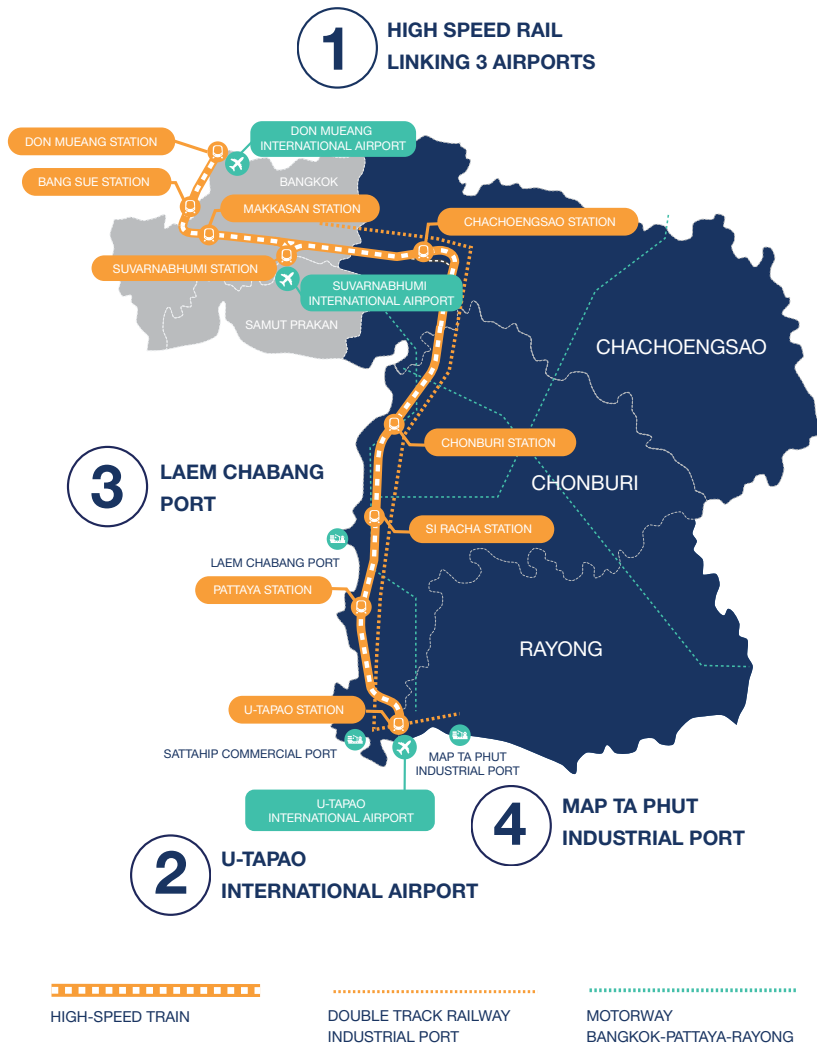 1
HIGH SPEED RAIL
LINKING 3 AIRPORTS
DON MUEANG STATION
DON MUEANG
INTERNATIONAL AIRPORT
BANG SUE STATION
BANGKOK
MAKKASAN STATION
CHACHOENGSAO STATION
SUVARNABHUMI STATION
SUVARNABHUMI
INTERNATIONAL AIRPORT
SAMUT PRAKAN
CHACHOENGSAO
CHONBURI STATION
3
LAEM CHABANG
PORT
CHONBURI
SI RACHA STATION
LAEM CHABANG PORT
PATTAYA STATION
RAYONG
U-TAPAO STATION
SATTAHIP COMMERCIAL PORT
MAP TA PHUT
INDUSTRIAL PORT
U-TAPAO
INTERNATIONAL AIRPORT
4
MAP TA PHUT
INDUSTRIAL PORT
2
U-TAPAO
INTERNATIONAL AIRPORT
HIGH-SPEED TRAIN
DOUBLE TRACK RAILWAY
INDUSTRIAL PORT
MOTORWAY
BANGKOK-PATTAYA-RAYONG